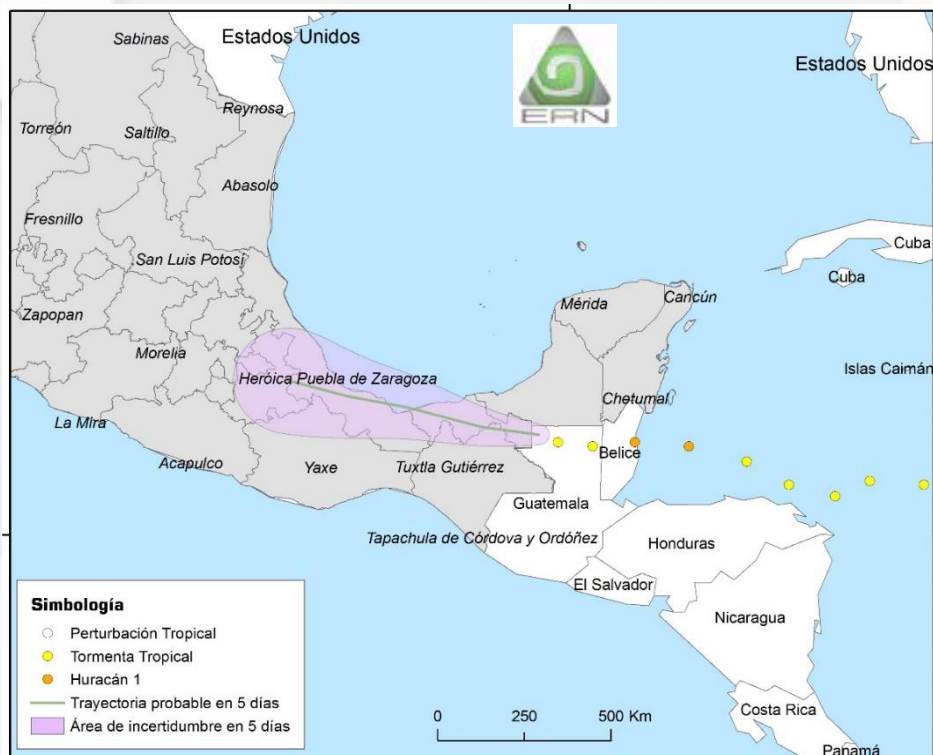 Sabinas
Estados Unidos
ERN
Estados Unidos
Reynosa
Torreón
Saltillo
Abasolo
Fresnillo
San Luis Potosí
Cuba
Cuba
Zapopan
Mérida
Cancún
Morelia
Heróica Puebla de Zaragoza
Islas Caimán
Chetumal
La Mira
Acapulco
Yaxe
Tuxtla Gutiérrez
Belice
Guatemala
Tapachula de Córdova y Ordóñez
Honduras
El Salvador
Nicaragua
Costa Rica
Panamá
Simbología
Perturbación Tropical
Tormenta Tropical
Huracán 1
Trayectoria probable en 5 días
Área de incertidumbre en 5 días
0 250 500 Km